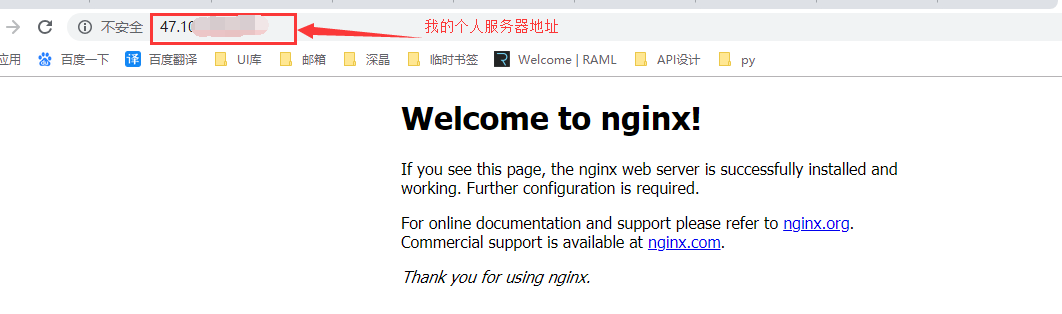 不安全 47.10
我的个人服务器地址
应用 百度一下 译 百度翻译 UI库 邮箱 深晶 临时书签 R Welcome | RAML API设计 py
Welcome to nginx!
If you see this page, the nginx web server is successfully installed and
working. Further configuration is required.
For online documentation and support please refer to nginx.org.
Commercial support is available at nginx.com.
Thank you for using nginx.